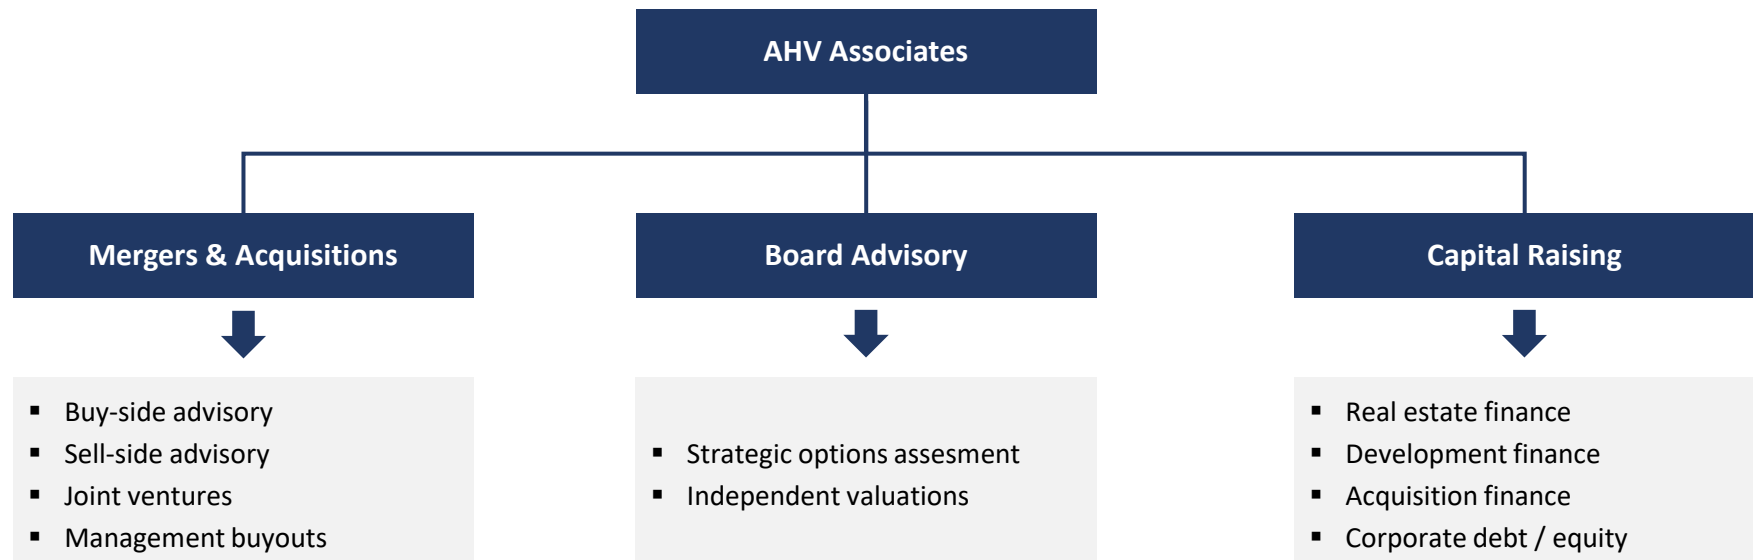 AHV Associates
Mergers & Acquisitions
Board Advisory
Capital Raising
▪ Buy-side advisory
▪ Sell-side advisory
▪ Joint ventures
▪ Management buyouts
▪ Strategic options assesment
▪ Independent valuations
▪ Real estate finance
▪ Development finance
▪ Acquisition finance
▪ Corporate debt / equity